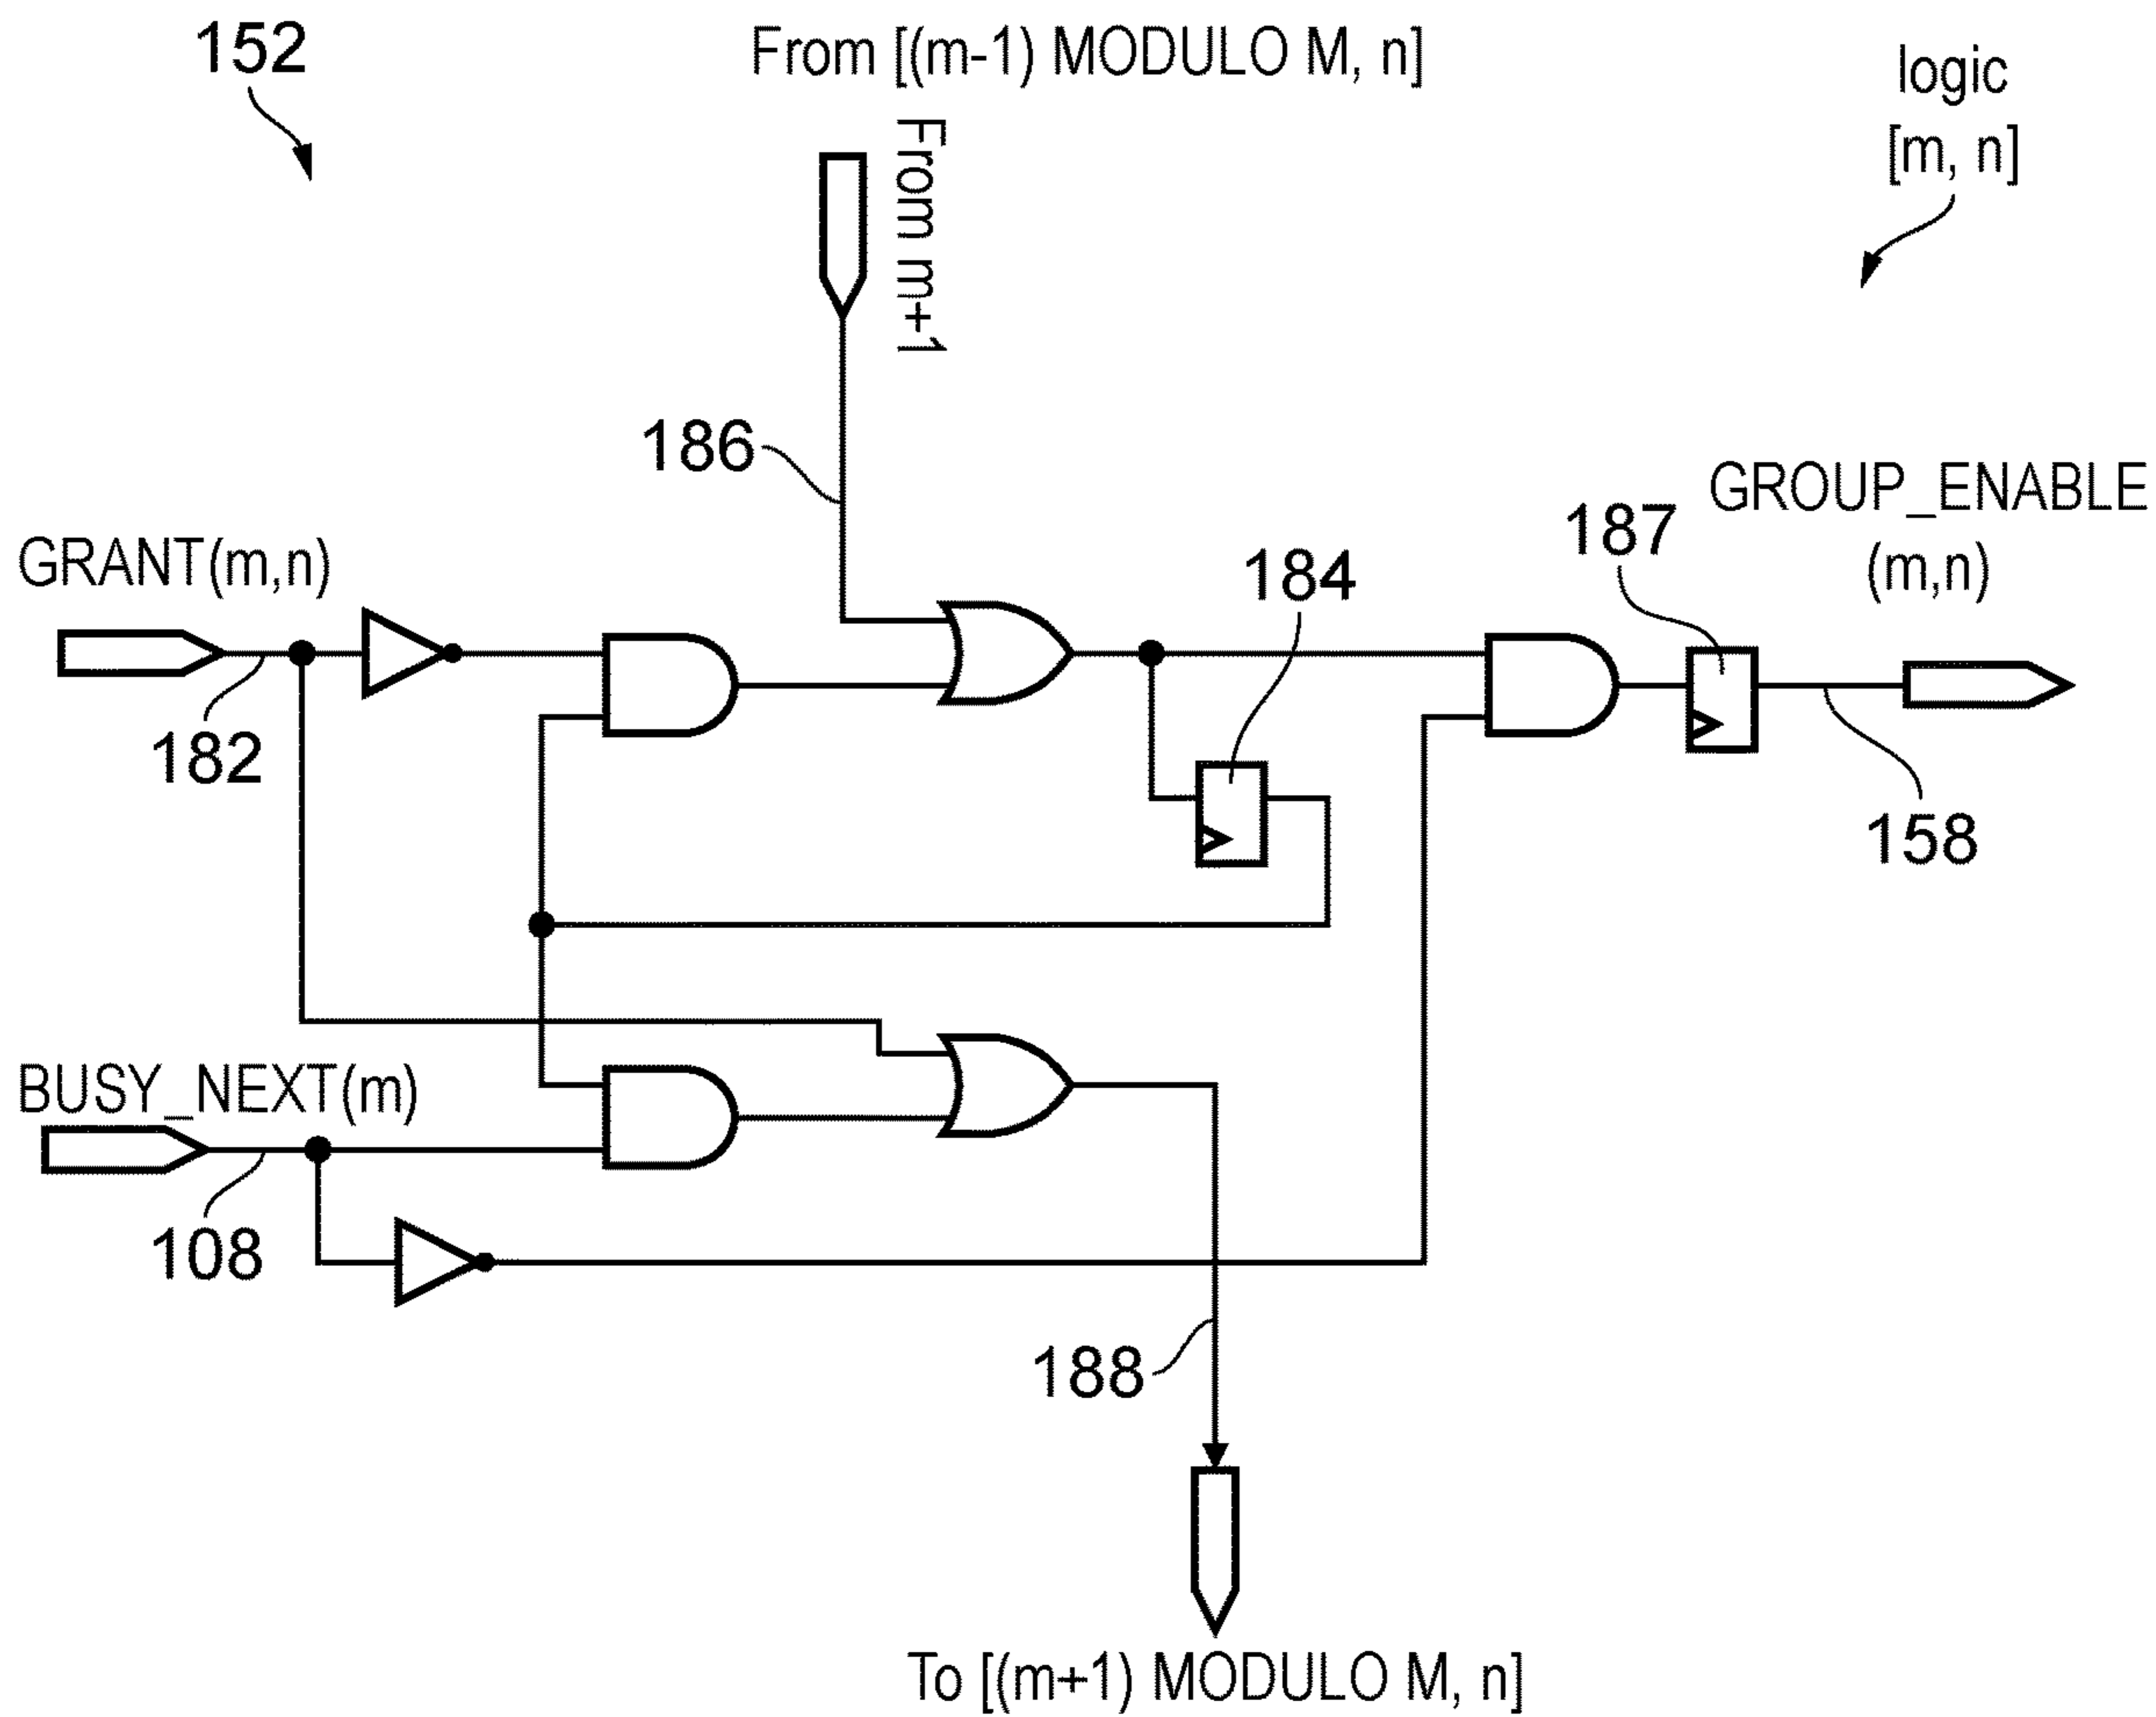 152
From [(m-1) MODULO M, n]
logic
[m, n]
From m+1
186
GROUP_ENABLE
(m,n)
187
184
GRANT(m,n)
182
158
BUSY_NEXT(m)
108
188
To [(m+1) MODULO M, n]